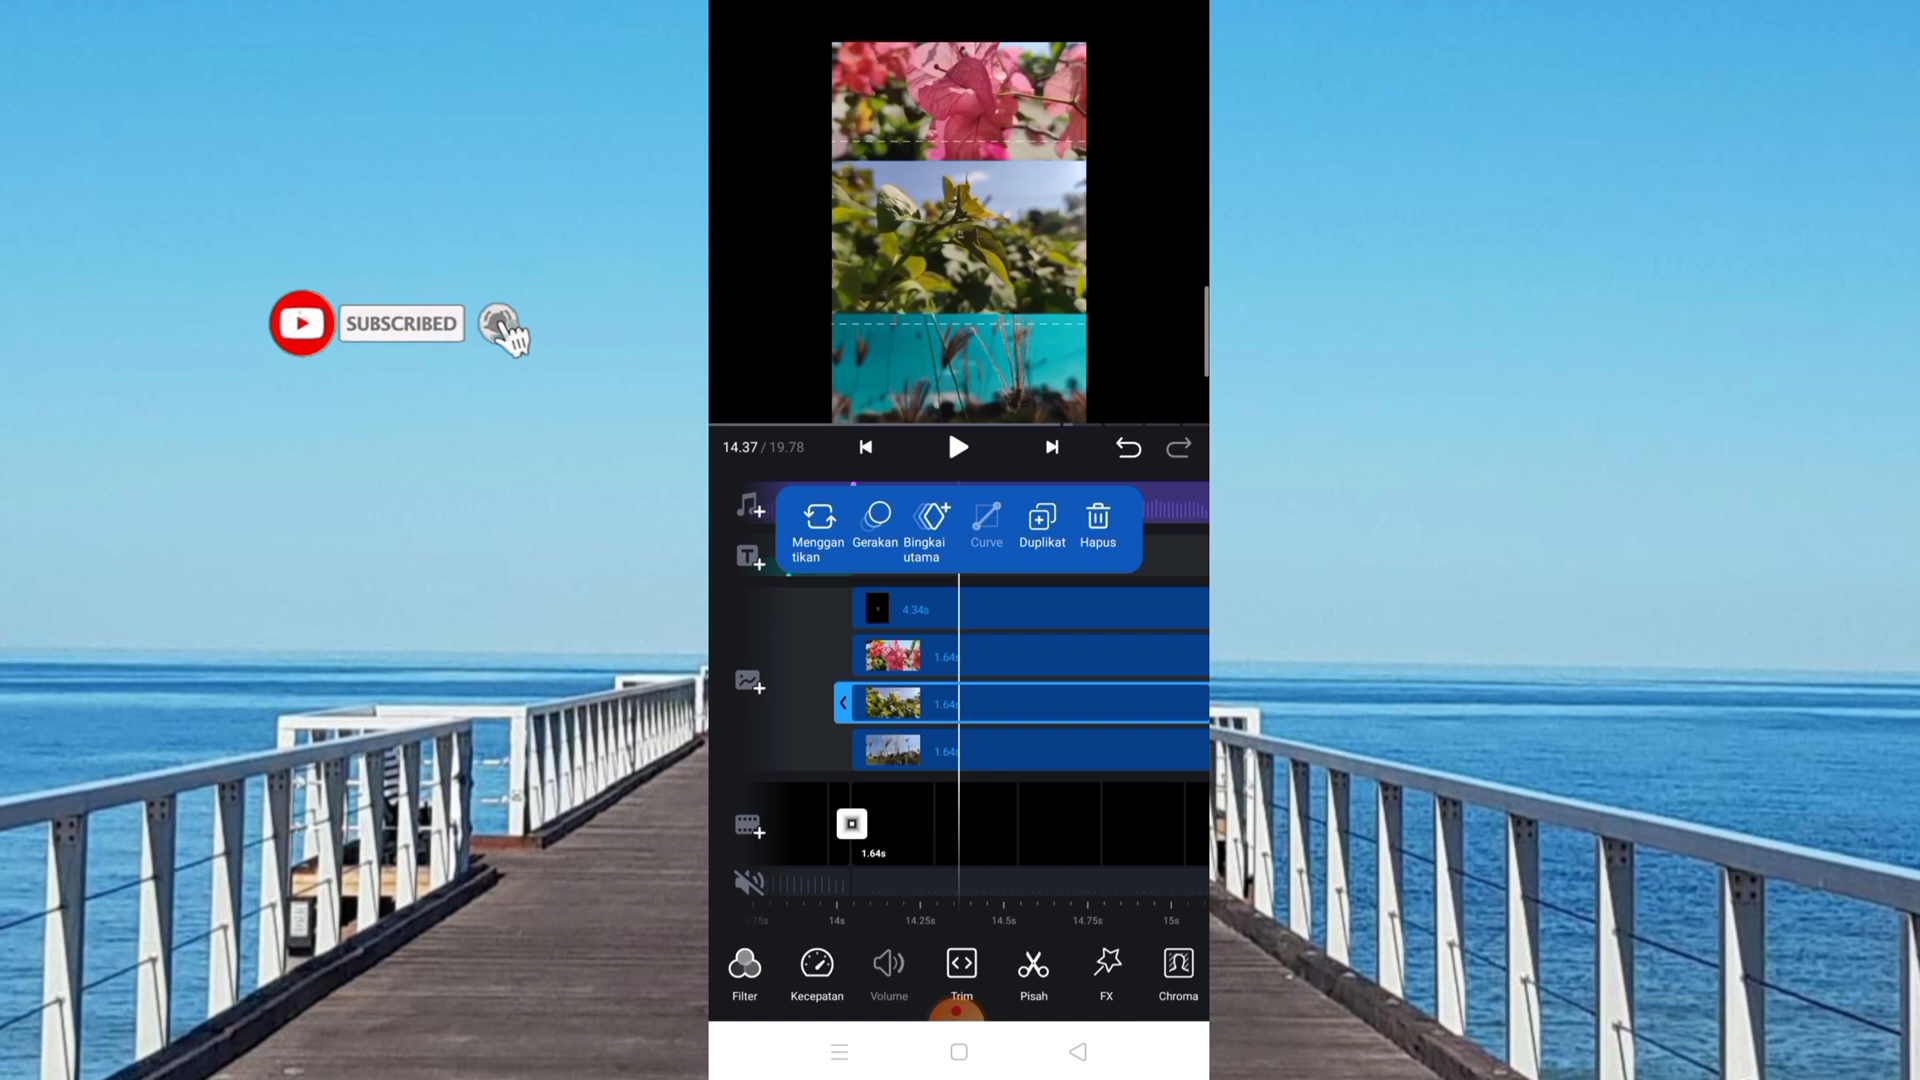 SUBSCRIBED
14.37 / 19.78
Menggan
tikan
Gerakan
Bingkai
utama
Curve
Duplikat
Hapus
4.34s
1.64s
1.64s
1.64s
1.64s
14s
14.25s
14.5s
14.75s
15s
Filter
Kecepatan
Volume
Trim
Pisah
FX
Chroma